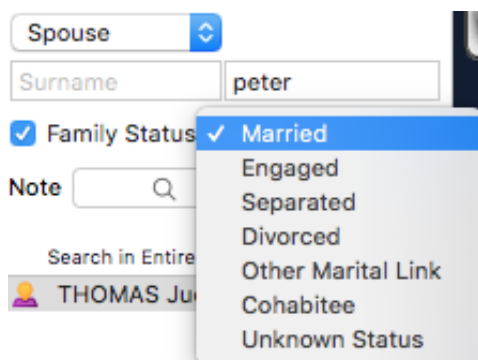 Spouse
Surname peter
Family Status ✓ Married
Engaged
Note
Separated
Divorced
Other Marital Link
Search in Entire
Cohabitee
THOMAS
Unknown Status